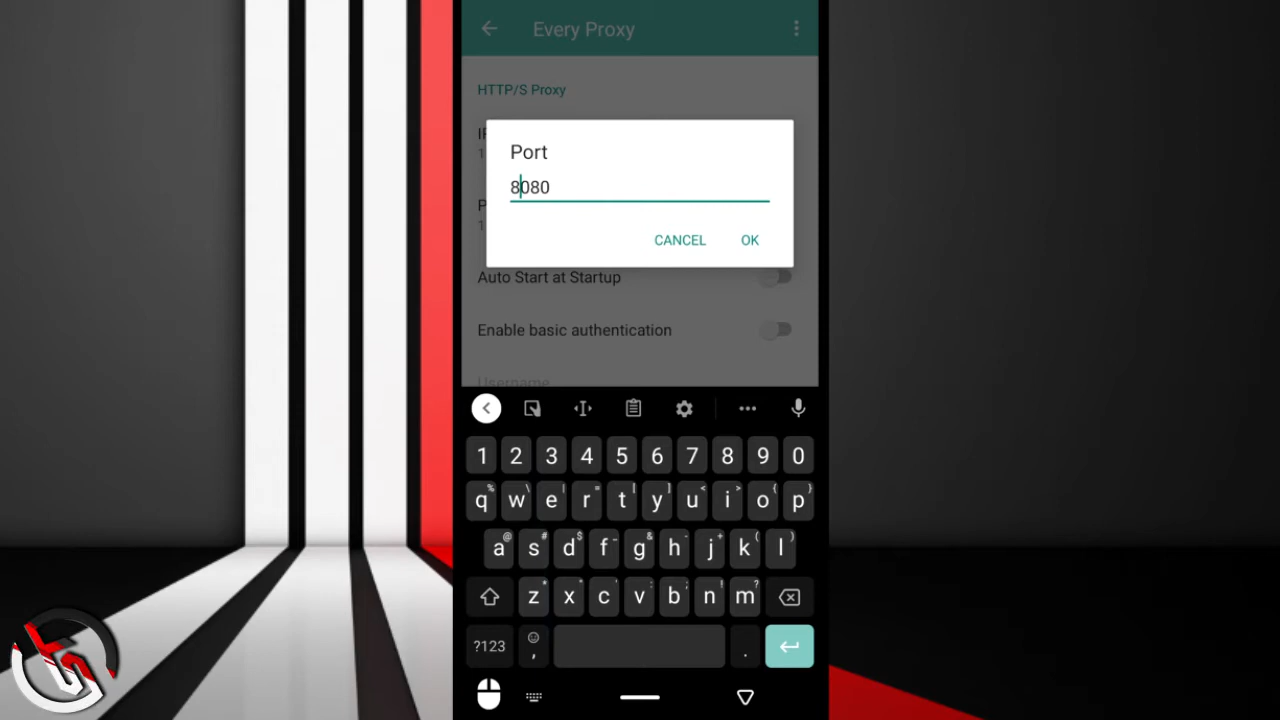 Every Proxy
HTTP/S Proxy
Port
8080
CANCEL OK
Auto Start at Startup
Enable basic authentication
Username
1 2 3 4 5 6 7 8 9 0
q w e r t y u i o p
a s d f g h j k l
z x c v b n m
?123 , .